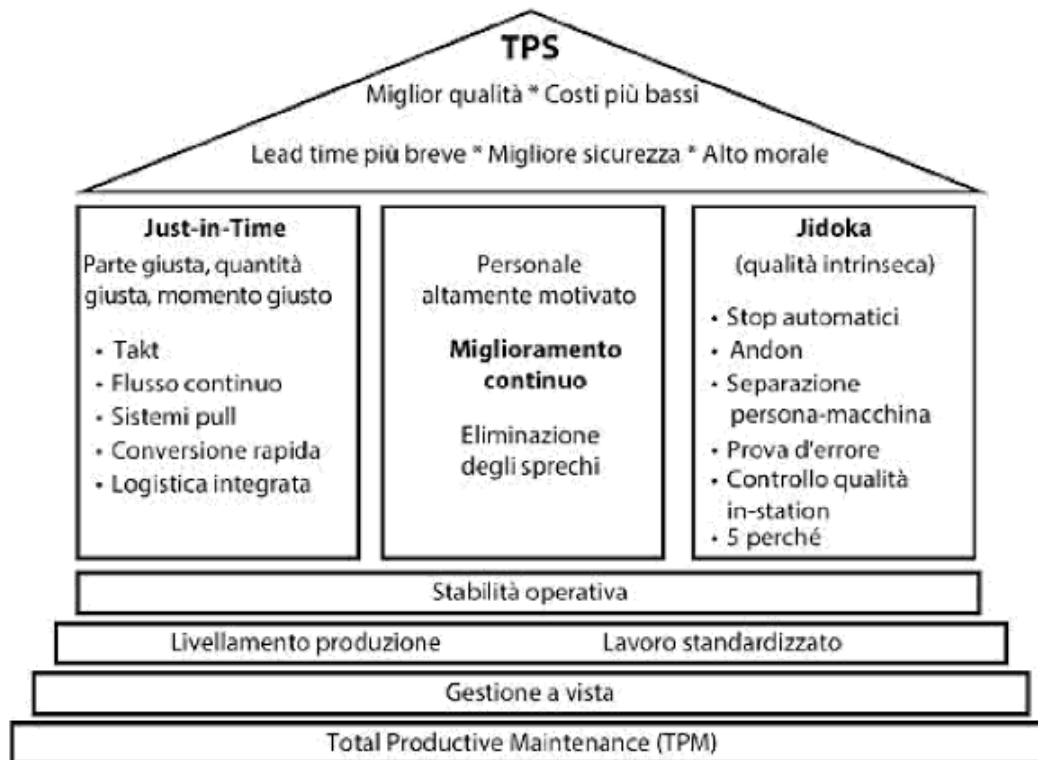 TPS
Miglior qualità * Costi più bassi
Lead time più breve * Migliore sicurezza * Alto morale
Just-in-Time
Parte giusta, quantità
giusta, momento giusto
• Takt
• Flusso continuo
• Sistemi pull
• Conversione rapida
• Logistica integrata
Personale
altamente motivato
Miglioramento
continuo
Eliminazione
degli sprechi
Jidoka
(qualità intrinseca)
• Stop automatici
• Andon
• Separazione
persona-macchina
• Prova d'errore
• Controllo qualità
in-station
• 5 perché
Stabilità operativa
Livellamento produzione Lavoro standardizzato
Gestione a vista
Total Productive Maintenance (TPM)